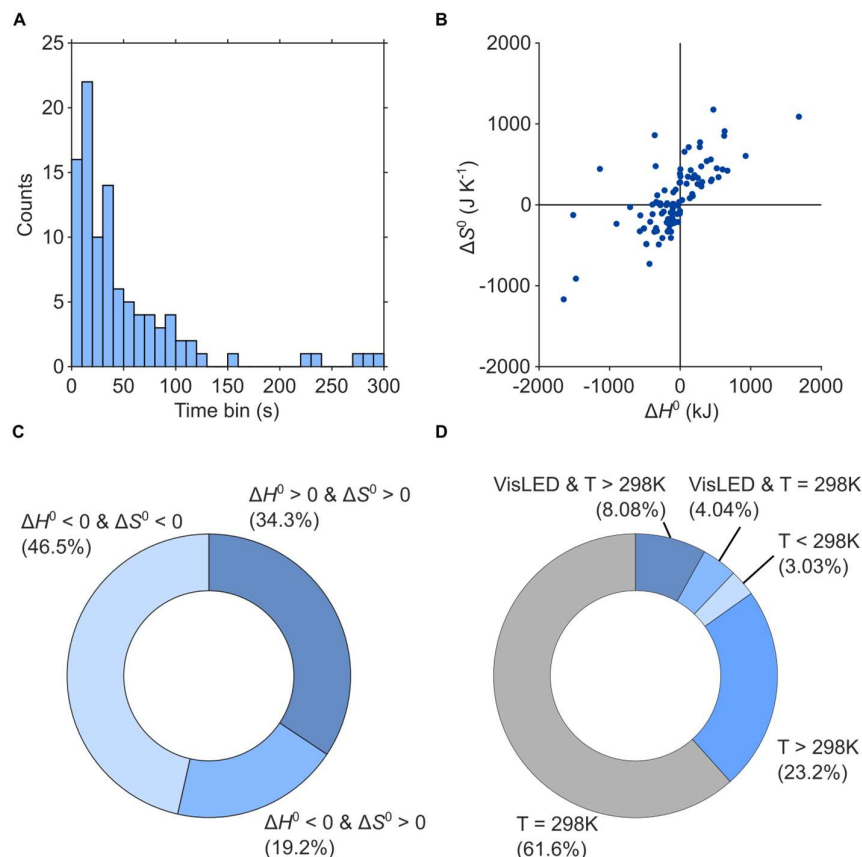 A
25
20
15
10
5
0
Counts
0 50 100 150 200 250 300
Time bin (s)
B
2000
1000
0
-1000
-2000
ΔS⁰ (J K⁻¹)
-2000 -1000 0 1000 2000
ΔH⁰ (kJ)
C
ΔH⁰ > 0 & ΔS⁰ > 0
(34.3%)
ΔH⁰ < 0 & ΔS⁰ < 0
(46.5%)
ΔH⁰ < 0 & ΔS⁰ > 0
(19.2%)
D
VisLED & T > 298K
(8.08%)
VisLED & T = 298K
(4.04%)
T < 298K
(3.03%)
T > 298K
(23.2%)
T = 298K
(61.6%)